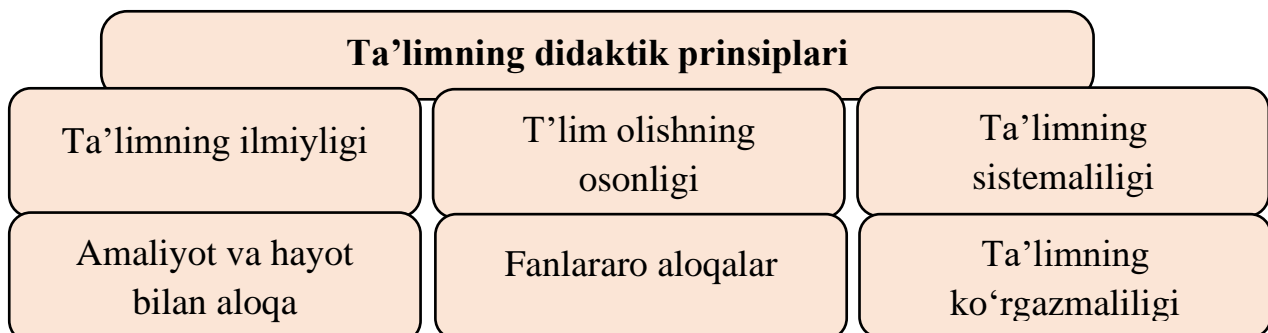 Ta’limning didaktik prinsiplari
Ta’limning ilmiyligi
T’lim olishning
osonligi
Ta’limning
sistemaliligi
Amaliyot va hayot
bilan aloqa
Fanlararo aloqalar
Ta’limning
ko‘rgazmaliligi